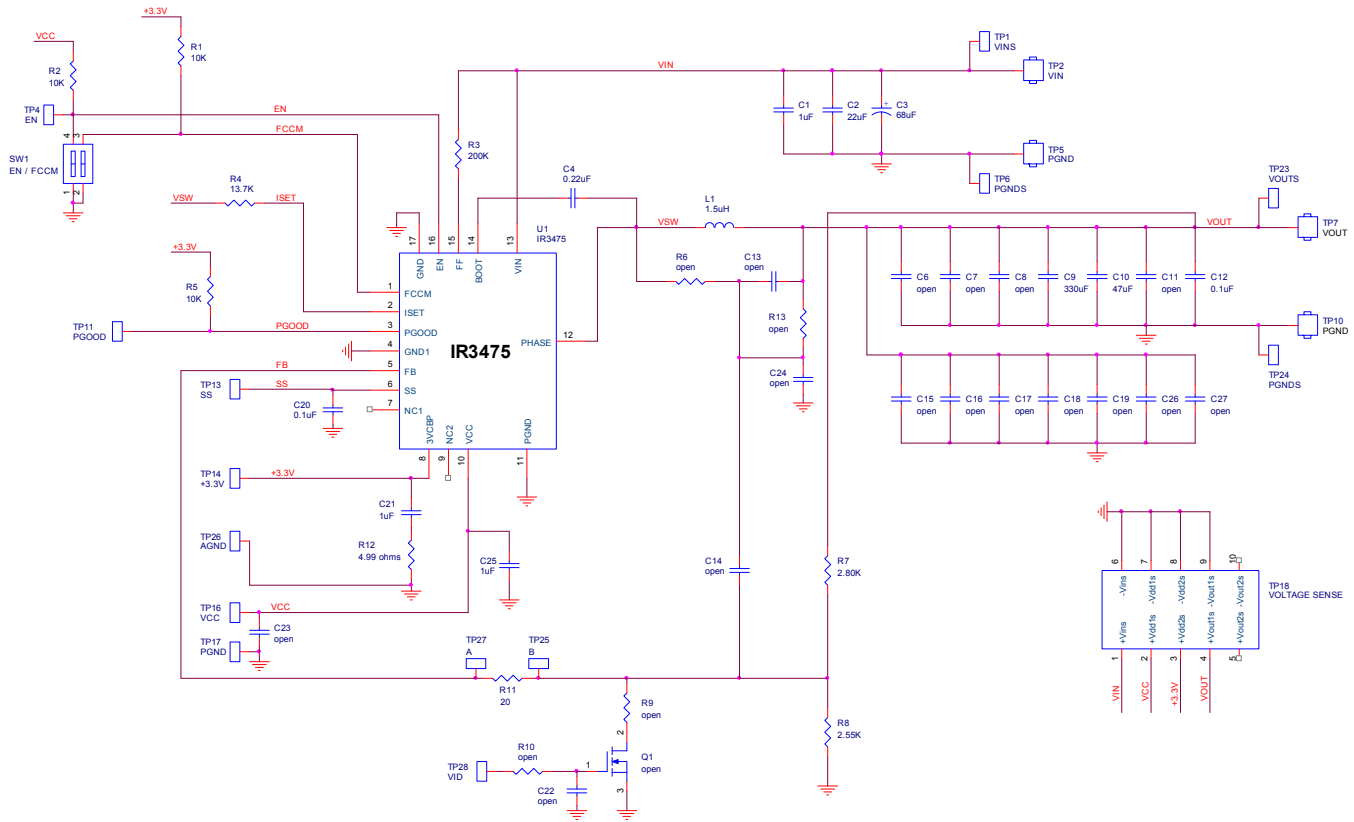 +3.3V
VCC
R1
10K
R2
10K
TP4
EN
EN
FCCM
4
3
SW1
EN / FCCM
1
2
R4
13.7K
VSW
ISET
+3.3V
R5
10K
TP11
PGOOD
PGOOD
FB
TP13
SS
SS
C20
0.1uF
R3
200K
C4
0.22uF
VIN
C1
1uF
C2
22uF
+
C3
68uF
TP1
VINS
TP2
VIN
TP5
PGND
TP6
PGNDS
TP23
VOUTS
VOUT
TP7
VOUT
TP10
PGND
TP24
PGNDS
U1
IR3475
17
16
15
14
13
GND
EN
FF
BOOT
VIN
1
FCCM
2
ISET
3
PGOOD
4
GND1
5
FB
6
SS
7
NC1
IR3475
PHASE
12
3VCBP
NC2
VCC
PGND
8
9
10
11
VSW
L1
1.5uH
R6
open
C13
open
R13
open
C24
open
C6
open
C7
open
C8
open
C9
330uF
C10
47uF
C11
open
C12
0.1uF
C15
open
C16
open
C17
open
C18
open
C19
open
C26
open
C27
open
TP14
+3.3V
+3.3V
C21
1uF
R12
4.99 ohms
TP26
AGND
C25
1uF
TP16
VCC
VCC
C23
open
TP17
PGND
C14
open
R7
2.80K
TP27
A
TP25
B
R11
20
R9
open
R8
2.55K
TP28
VID
R10
open
C22
open
1
2
3
Q1
open
6
7
8
9
10
-Vins
-Vdd1s
-Vdd2s
-Vout1s
-Vout2s
+Vins
+Vdd1s
+Vdd2s
+Vout1s
+Vout2s
1
2
3
4
5
TP18
VOLTAGE SENSE
VIN
VCC
+3.3V
VOUT